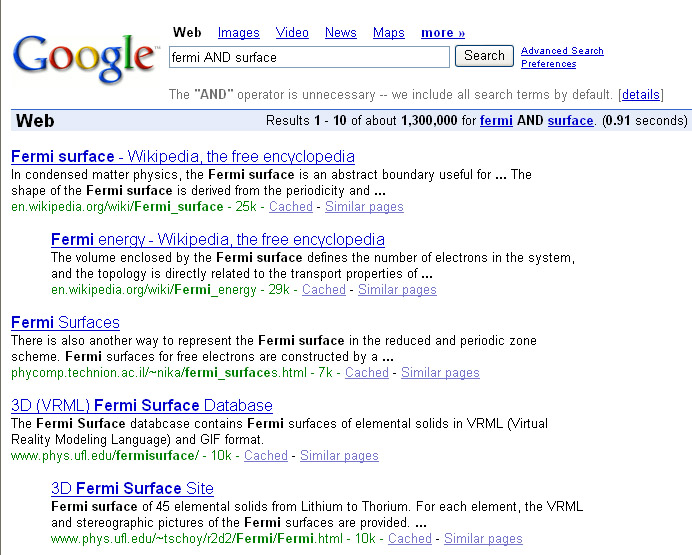 Web Images Video News Maps more »
Google™
fermi AND surface Search Advanced Search
Preferences
The "AND" operator is unnecessary -- we include all search terms by default. [details]
Web Results 1 - 10 of about 1,300,000 for fermi AND surface. (0.91 seconds)
Fermi surface - Wikipedia, the free encyclopedia
In condensed matter physics, the Fermi surface is an abstract boundary useful for ... The
shape of the Fermi surface is derived from the periodicity and ...
en.wikipedia.org/wiki/Fermi_surface - 25k - Cached - Similar pages
Fermi energy - Wikipedia, the free encyclopedia
The volume enclosed by the Fermi surface defines the number of electrons in the system,
and the topology is directly related to the transport properties of ...
en.wikipedia.org/wiki/Fermi_energy - 29k - Cached - Similar pages
Fermi Surfaces
There is also another way to represent the Fermi surface in the reduced and periodic zone
scheme. Fermi surfaces for free electrons are constructed by a ...
phycomp.technion.ac.il/~nika/fermi_surfaces.html - 7k - Cached - Similar pages
3D (VRML) Fermi Surface Database
The Fermi Surface databcase contains Fermi surfaces of elemental solids in VRML (Virtual
Reality Modeling Language) and GIF format.
www.phys.ufl.edu/fermisurface/ - 10k - Cached - Similar pages
3D Fermi Surface Site
Fermi surface of 45 elemental solids from Lithium to Thorium. For each element, the VRML
and stereographic pictures of the Fermi surfaces are provided. ...
www.phys.ufl.edu/~tschoy/r2d2/Fermi/Fermi.html - 10k - Cached - Similar pages